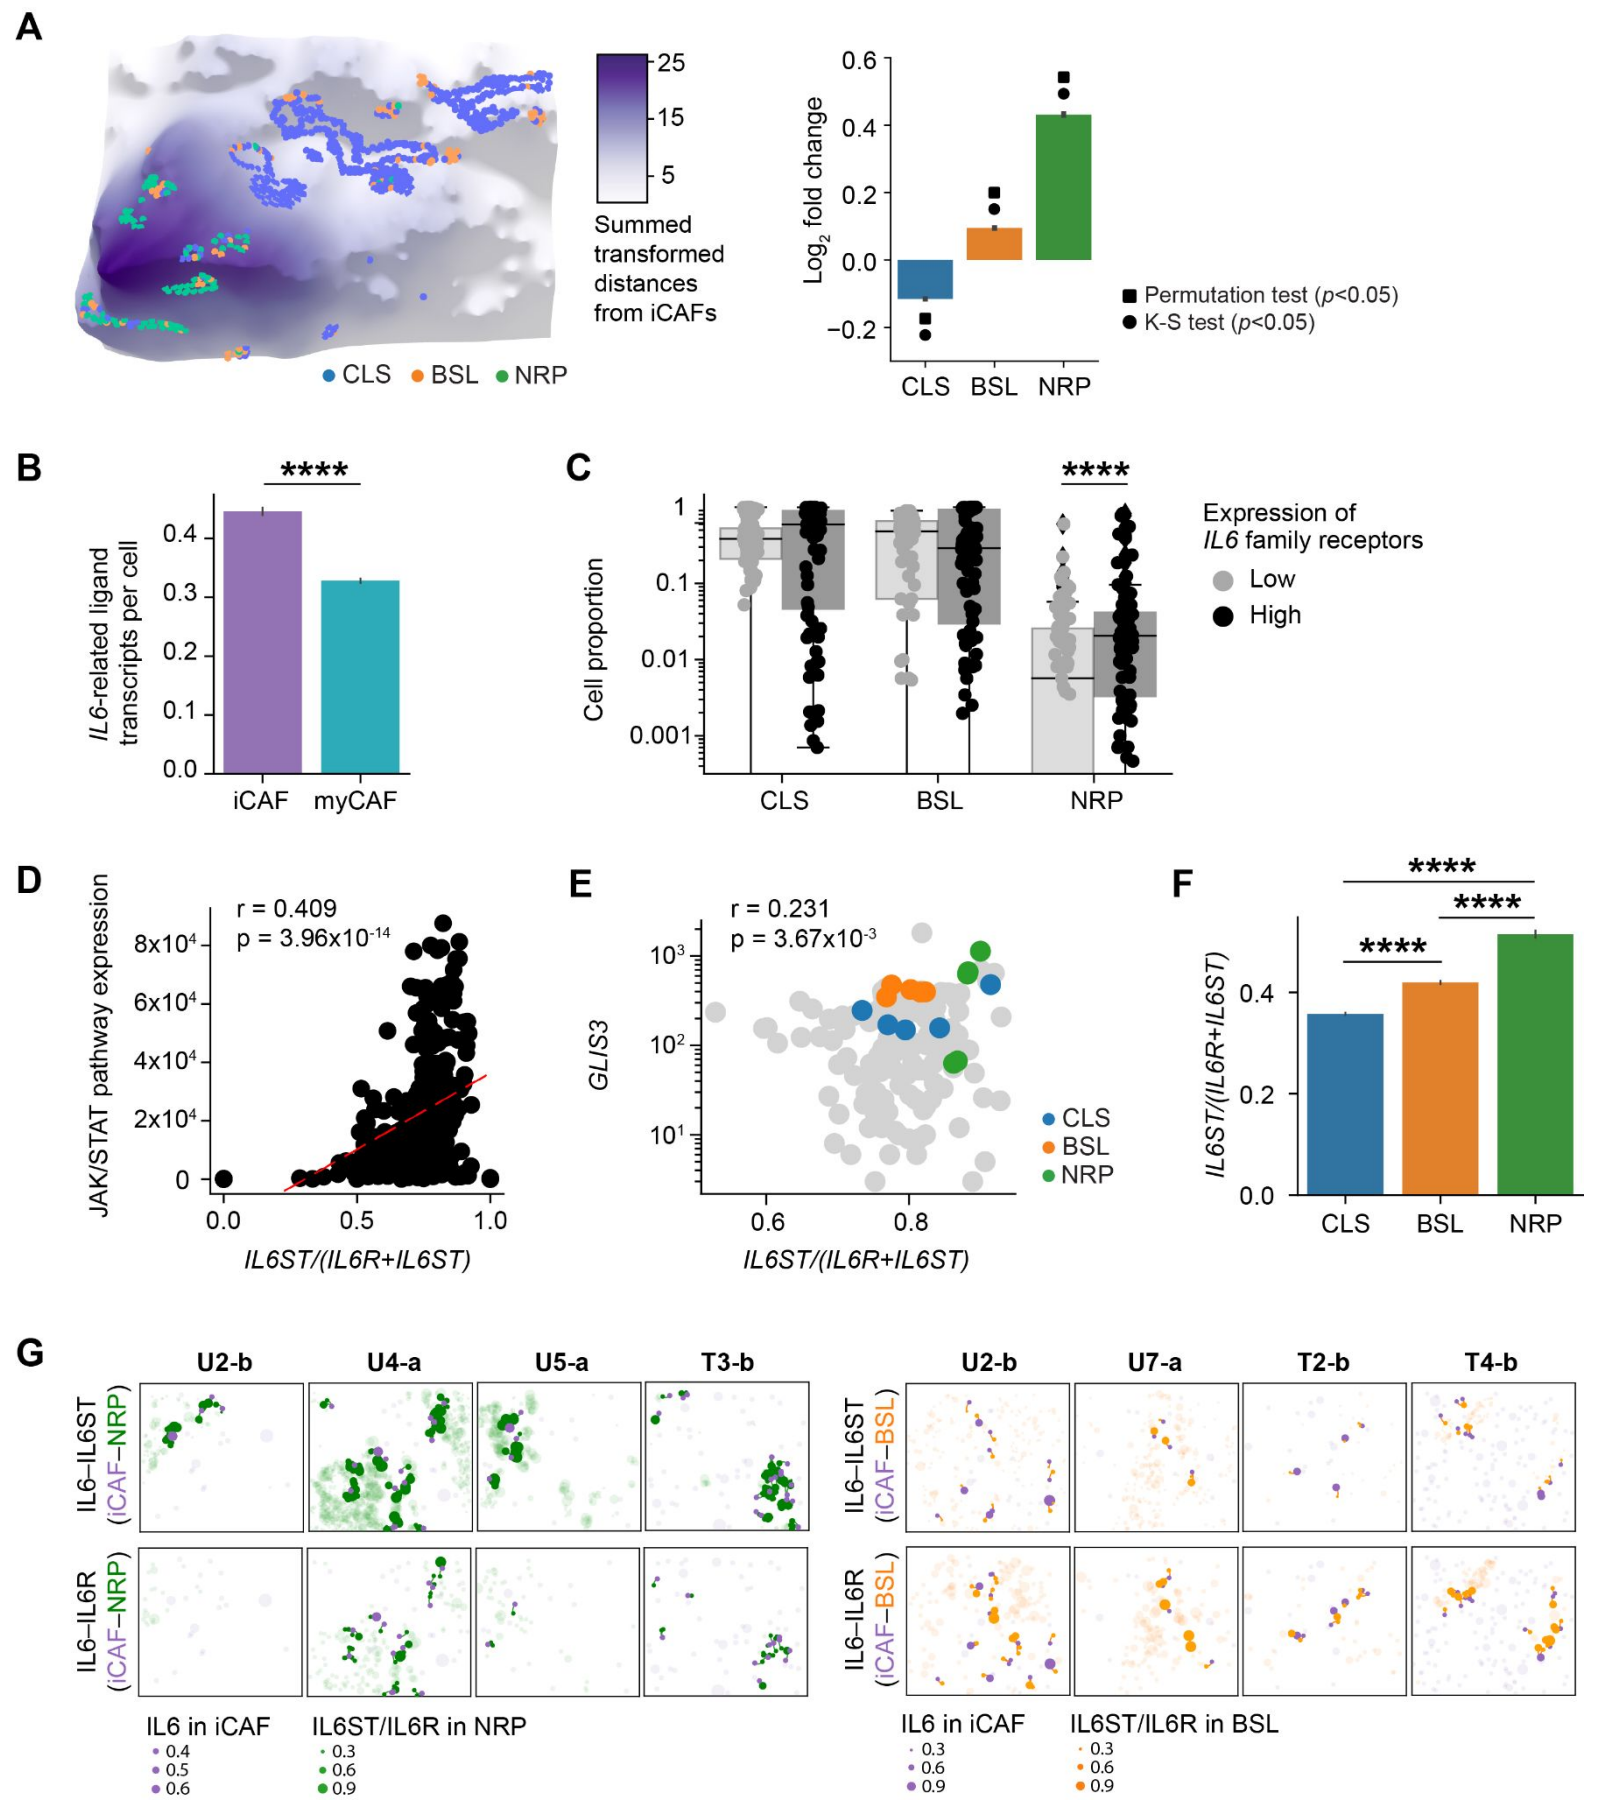 A
25
15
5
Summed
transformed
distances
from iCAFs
CLS
BSL
NRP
Log2 fold change
0.6
0.4
0.2
0.0
−0.2
CLS
BSL
NRP
Permutation test (p<0.05)
K-S test (p<0.05)
B
****
IL6-related ligand
transcripts per cell
0.4
0.3
0.2
0.1
0.0
iCAF
myCAF
C
****
Cell proportion
1
0.1
0.01
0.001
CLS
BSL
NRP
Expression of
IL6 family receptors
Low
High
D
JAK/STAT pathway expression
r = 0.409
p = 3.96x10-14
8x104
6x104
4x104
2x104
0
0.0
0.5
1.0
IL6ST/(IL6R+IL6ST)
E
r = 0.231
p = 3.67x10-3
GLIS3
103
102
101
0.6
0.8
IL6ST/(IL6R+IL6ST)
CLS
BSL
NRP
F
****
****
****
IL6ST/(IL6R+IL6ST)
0.4
0.2
0.0
CLS
BSL
NRP
G
U2-b
U4-a
U5-a
T3-b
U2-b
U7-a
T2-b
T4-b
IL6–IL6ST
(iCAF–NRP)
IL6–IL6ST
(iCAF–BSL)
IL6–IL6R
(iCAF–NRP)
IL6–IL6R
(iCAF–BSL)
IL6 in iCAF
0.4
0.5
0.6
IL6ST/IL6R in NRP
0.3
0.6
0.9
IL6 in iCAF
0.3
0.6
0.9
IL6ST/IL6R in BSL
0.3
0.6
0.9